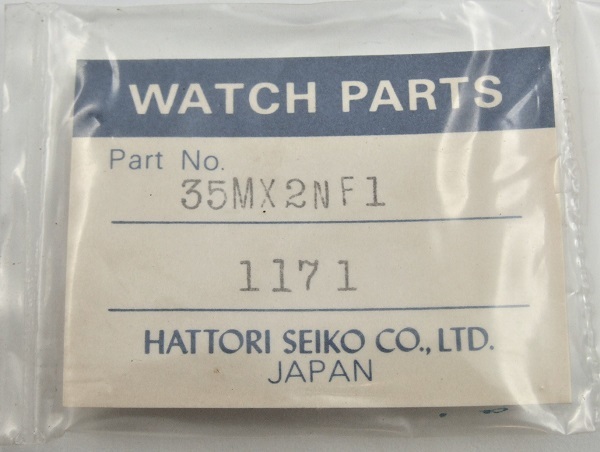 WATCH PARTS
Part No.
35MX2NF1
1171
HATTORI SEIKO CO., LTD.
JAPAN